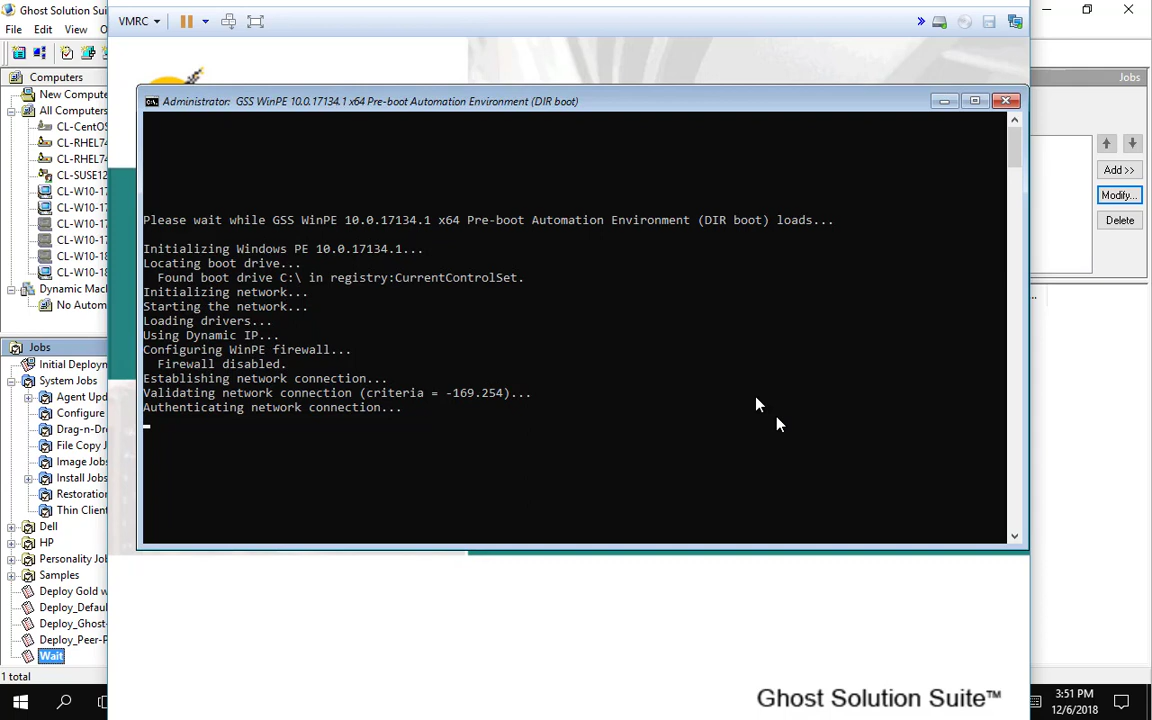 Ghost Solution Sui
File Edit View O
VMRC
Computers
New Compute
All Computers
CL-CentOS
CL-RHEL74
CL-RHEL74
CL-SUSE12
CL-W10-17
CL-W10-17
CL-W10-17
CL-W10-17
CL-W10-18
CL-W10-18
Dynamic Mach
No Autom
Jobs
Initial Deploym
System Jobs
Agent Upd
Configure
Drag-n-Dro
File Copy J
Image Jobs
Install Jobs
Restoration
Thin Client
Dell
HP
Personality Job
Samples
Deploy Gold w
Deploy_Defau
Deploy_Ghost-
Deploy_Peer-P
Wait
1 total
Administrator: GSS WinPE 10.0.17134.1 x64 Pre-boot Automation Environment (DIR boot)
Please wait while GSS WinPE 10.0.17134.1 x64 Pre-boot Automation Environment (DIR boot) loads...
Initializing Windows PE 10.0.17134.1...
Locating boot drive...
Found boot drive C:\ in registry:CurrentControlSet.
Initializing network...
Starting the network...
Loading drivers...
Using Dynamic IP...
Configuring WinPE firewall...
Firewall disabled.
Establishing network connection...
Validating network connection (criteria = -169.254)...
Authenticating network connection...
Jobs
Add >>
Modify...
Delete
Ghost Solution Suite™
3:51 PM
12/6/2018